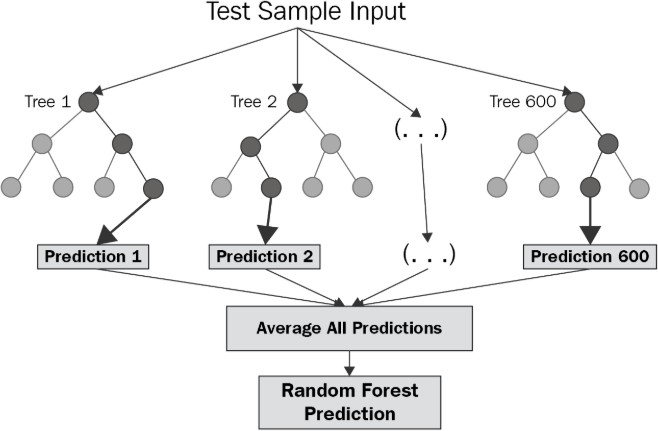 Test Sample Input
Tree 1
Tree 2
(. . .)
Tree 600
Prediction 1
Prediction 2
(. . .)
Prediction 600
Average All Predictions
Random Forest
Prediction